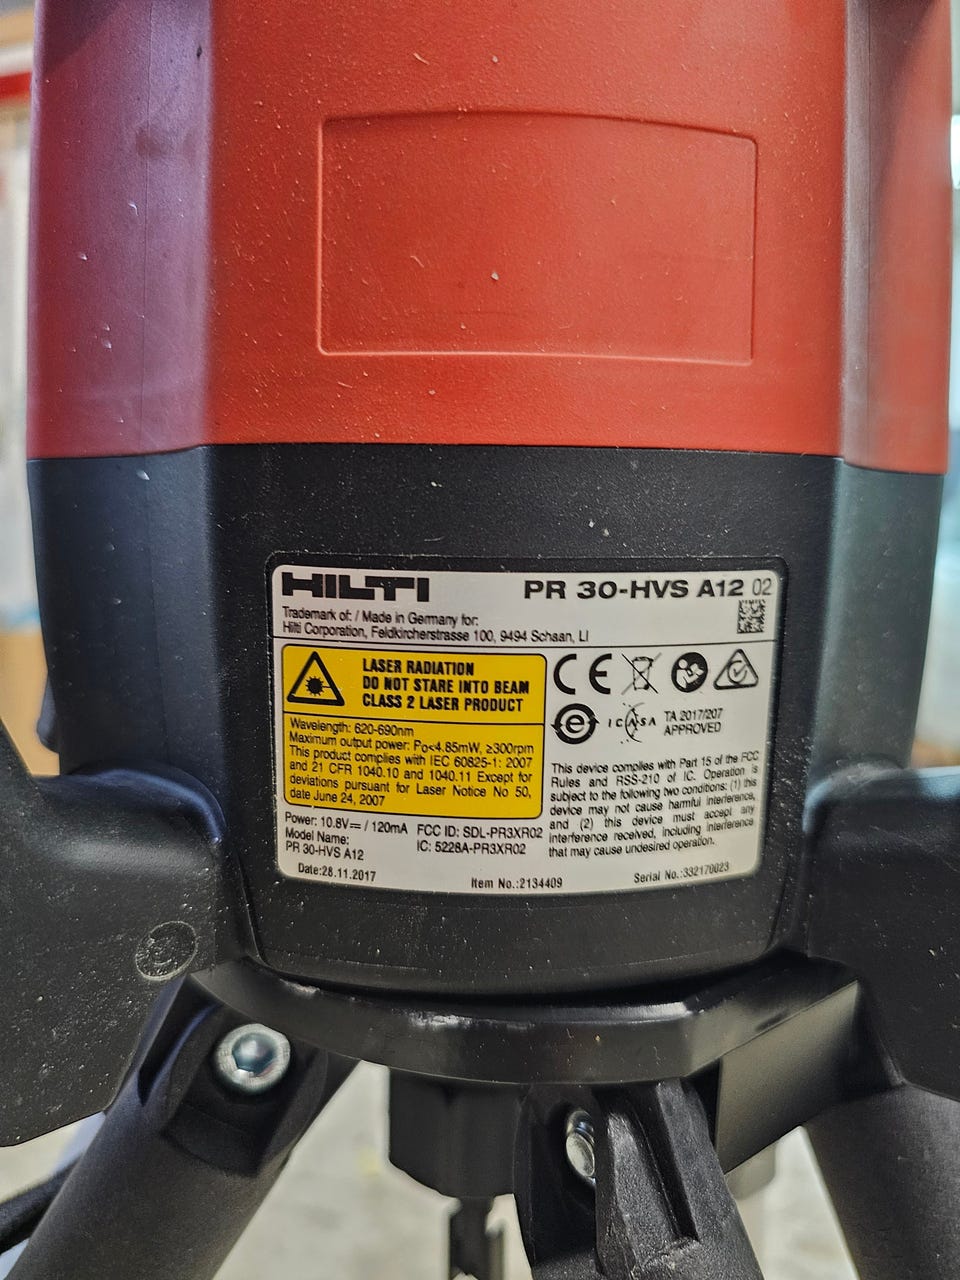 HILTI
PR 30-HVS A12 02
Trademark of: / Made in Germany for:
Hilti Corporation, Feldkircherstrasse 100, 9494 Schaan, LI
LASER RADIATION
DO NOT STARE INTO BEAM
CLASS 2 LASER PRODUCT
Wavelength: 620-690nm
Maximum output power: Po<4.85mW, ≥300rpm
This product complies with IEC 60825-1: 2007
and 21 CFR 1040.10 and 1040.11 Except for
deviations pursuant for Laser Notice No 50,
date June 24, 2007
CE
e
ICASA
TA 2017/207
APPROVED
This device complies with Part 15 of the FCC
Rules and RSS-210 of IC. Operation is
subject to the following two conditions: (1) this
device may not cause harmful interference,
and (2) this device must accept any
interference received, including interference
that may cause undesired operation.
Power: 10.8V⎓ / 120mA
Model Name:
PR 30-HVS A12
FCC ID: SDL-PR3XR02
IC: 5228A-PR3XR02
Date:28.11.2017
Item No.:2134409
Serial No.:332170023